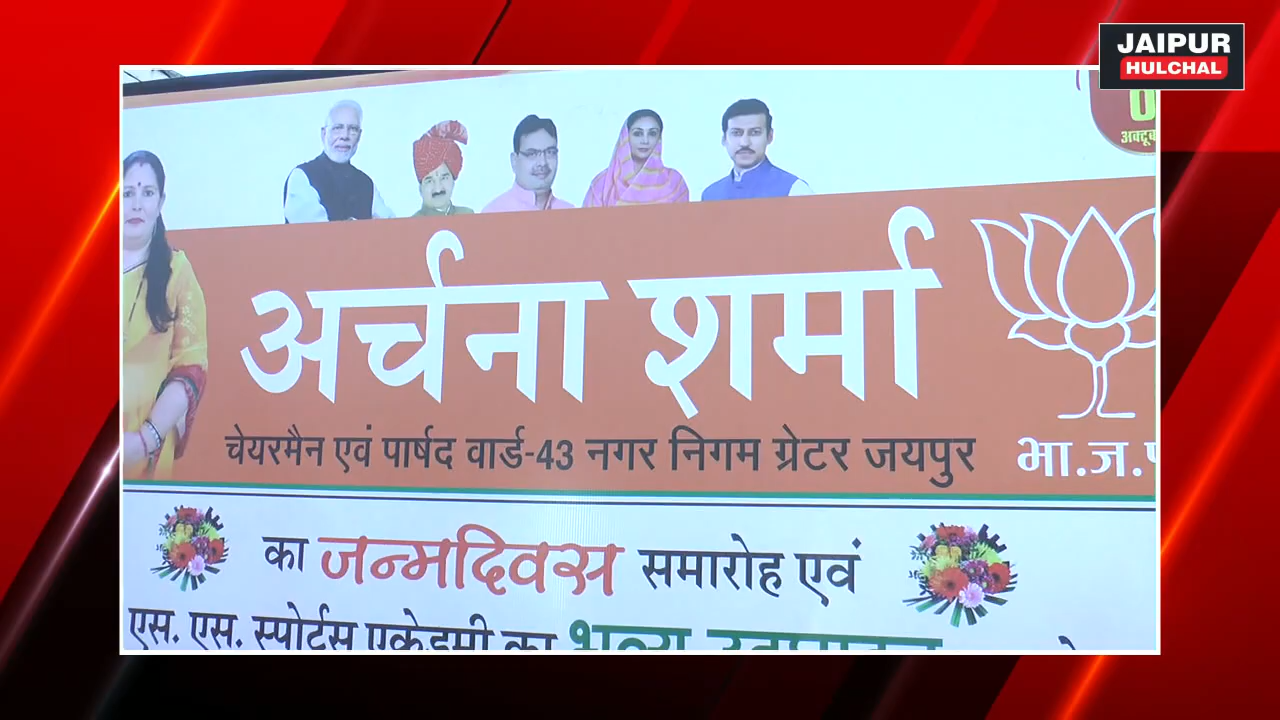 JAIPUR
HULCHAL
अर्चना शर्मा
चेयरमैन एवं पार्षद वार्ड-43 नगर निगम ग्रेटर जयपुर
भा.ज.
का जन्मदिवस समारोह एवं
एस. एस. स्पोर्ट्स एकेडमी का भव्य